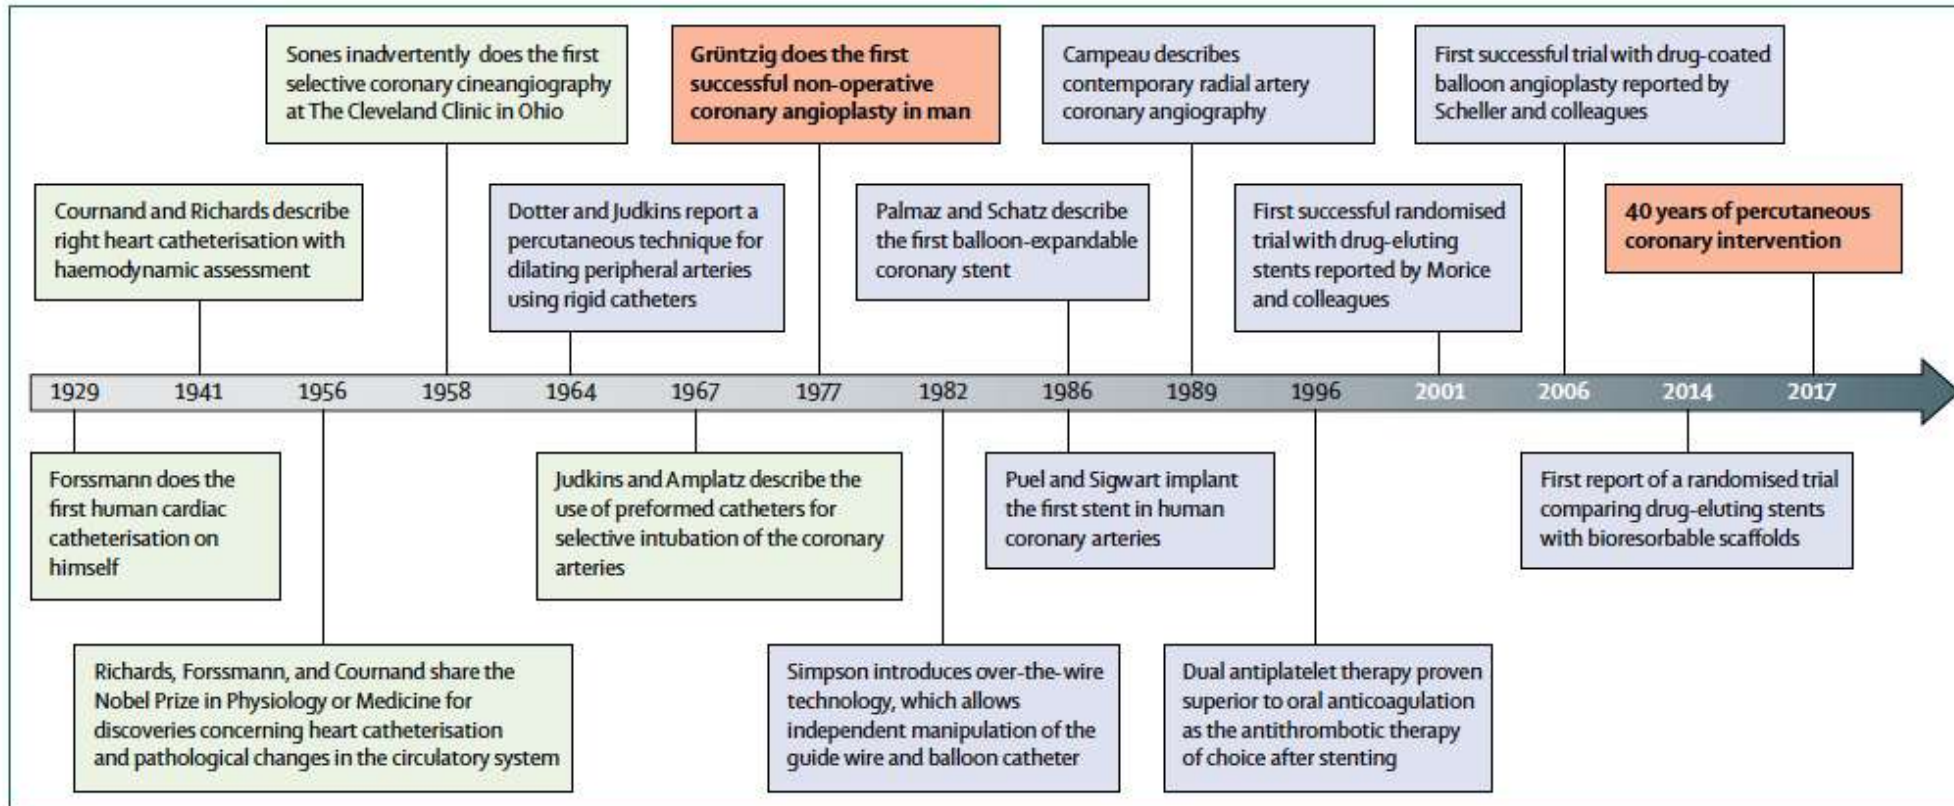 Sones inadvertently does the first
selective coronary cineangiography
at The Cleveland Clinic in Ohio
Grüntzig does the first
successful non-operative
coronary angioplasty in man
Campeau describes
contemporary radial artery
coronary angiography
First successful trial with drug-coated
balloon angioplasty reported by
Scheller and colleagues
Cournand and Richards describe
right heart catheterisation with
haemodynamic assessment
Dotter and Judkins report a
percutaneous technique for
dilating peripheral arteries
using rigid catheters
Palmaz and Schatz describe
the first balloon-expandable
coronary stent
First successful randomised
trial with drug-eluting
stents reported by Morice
and colleagues
40 years of percutaneous
coronary intervention
1929 1941 1956 1958 1964 1967 1977 1982 1986 1989 1996 2001 2006 2014 2017
Forssmann does the
first human cardiac
catheterisation on
himself
Judkins and Amplatz describe the
use of preformed catheters for
selective intubation of the coronary
arteries
Puel and Sigwart implant
the first stent in human
coronary arteries
First report of a randomised trial
comparing drug-eluting stents
with bioresorbable scaffolds
Richards, Forssmann, and Cournand share the
Nobel Prize in Physiology or Medicine for
discoveries concerning heart catheterisation
and pathological changes in the circulatory system
Simpson introduces over-the-wire
technology, which allows
independent manipulation of the
guide wire and balloon catheter
Dual antiplatelet therapy proven
superior to oral anticoagulation
as the antithrombotic therapy
of choice after stenting